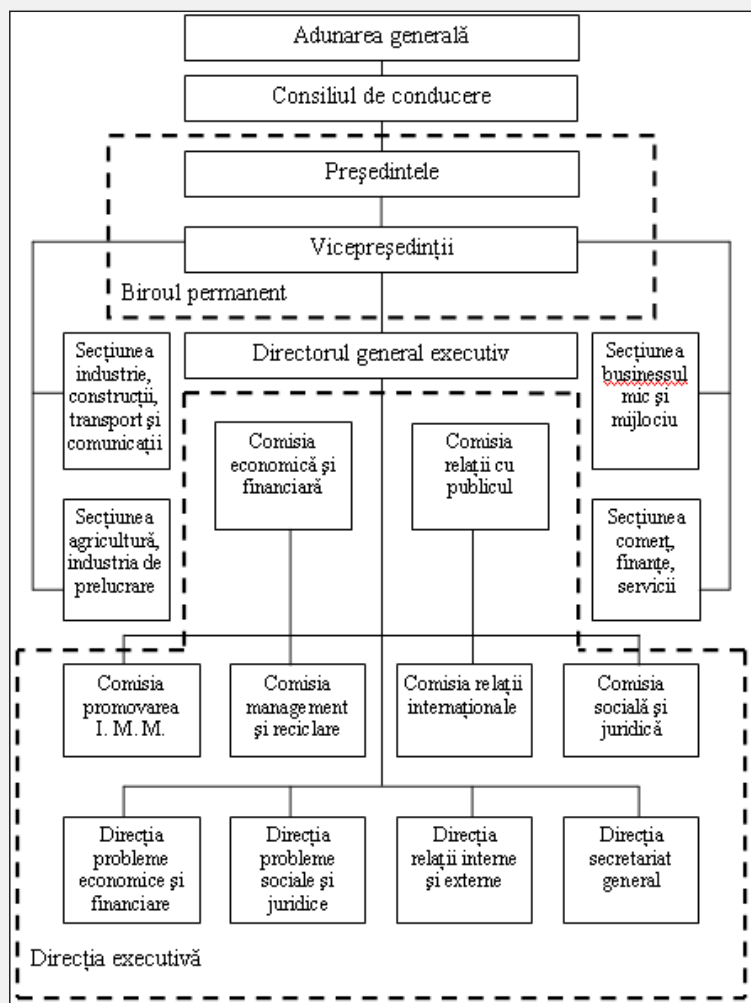 Adunarea generală
Consiliul de conducere
Preşedintele
Vicepreşedinţii
Biroul permanent
Directorul general executiv
Secţiunea
industrie,
construcţii,
transport şi
comunicaţii
Secţiunea
businessul
mic şi
mijlociu
Comisia
economică şi
financiară
Comisia
relaţii cu
publicul
Secţiunea
agricultură,
industria de
prelucrare
Secţiunea
comerţ,
finanţe,
servicii
Comisia
promovarea
I. M. M.
Comisia
management
şi reciclare
Comisia relaţii
internaţionale
Comisia
socială şi
juridică
Direcţia
probleme
economice şi
financiare
Direcţia
probleme
sociale şi
juridice
Direcţia
relaţii interne
şi externe
Direcţia
secretariat
general
Direcţia executivă